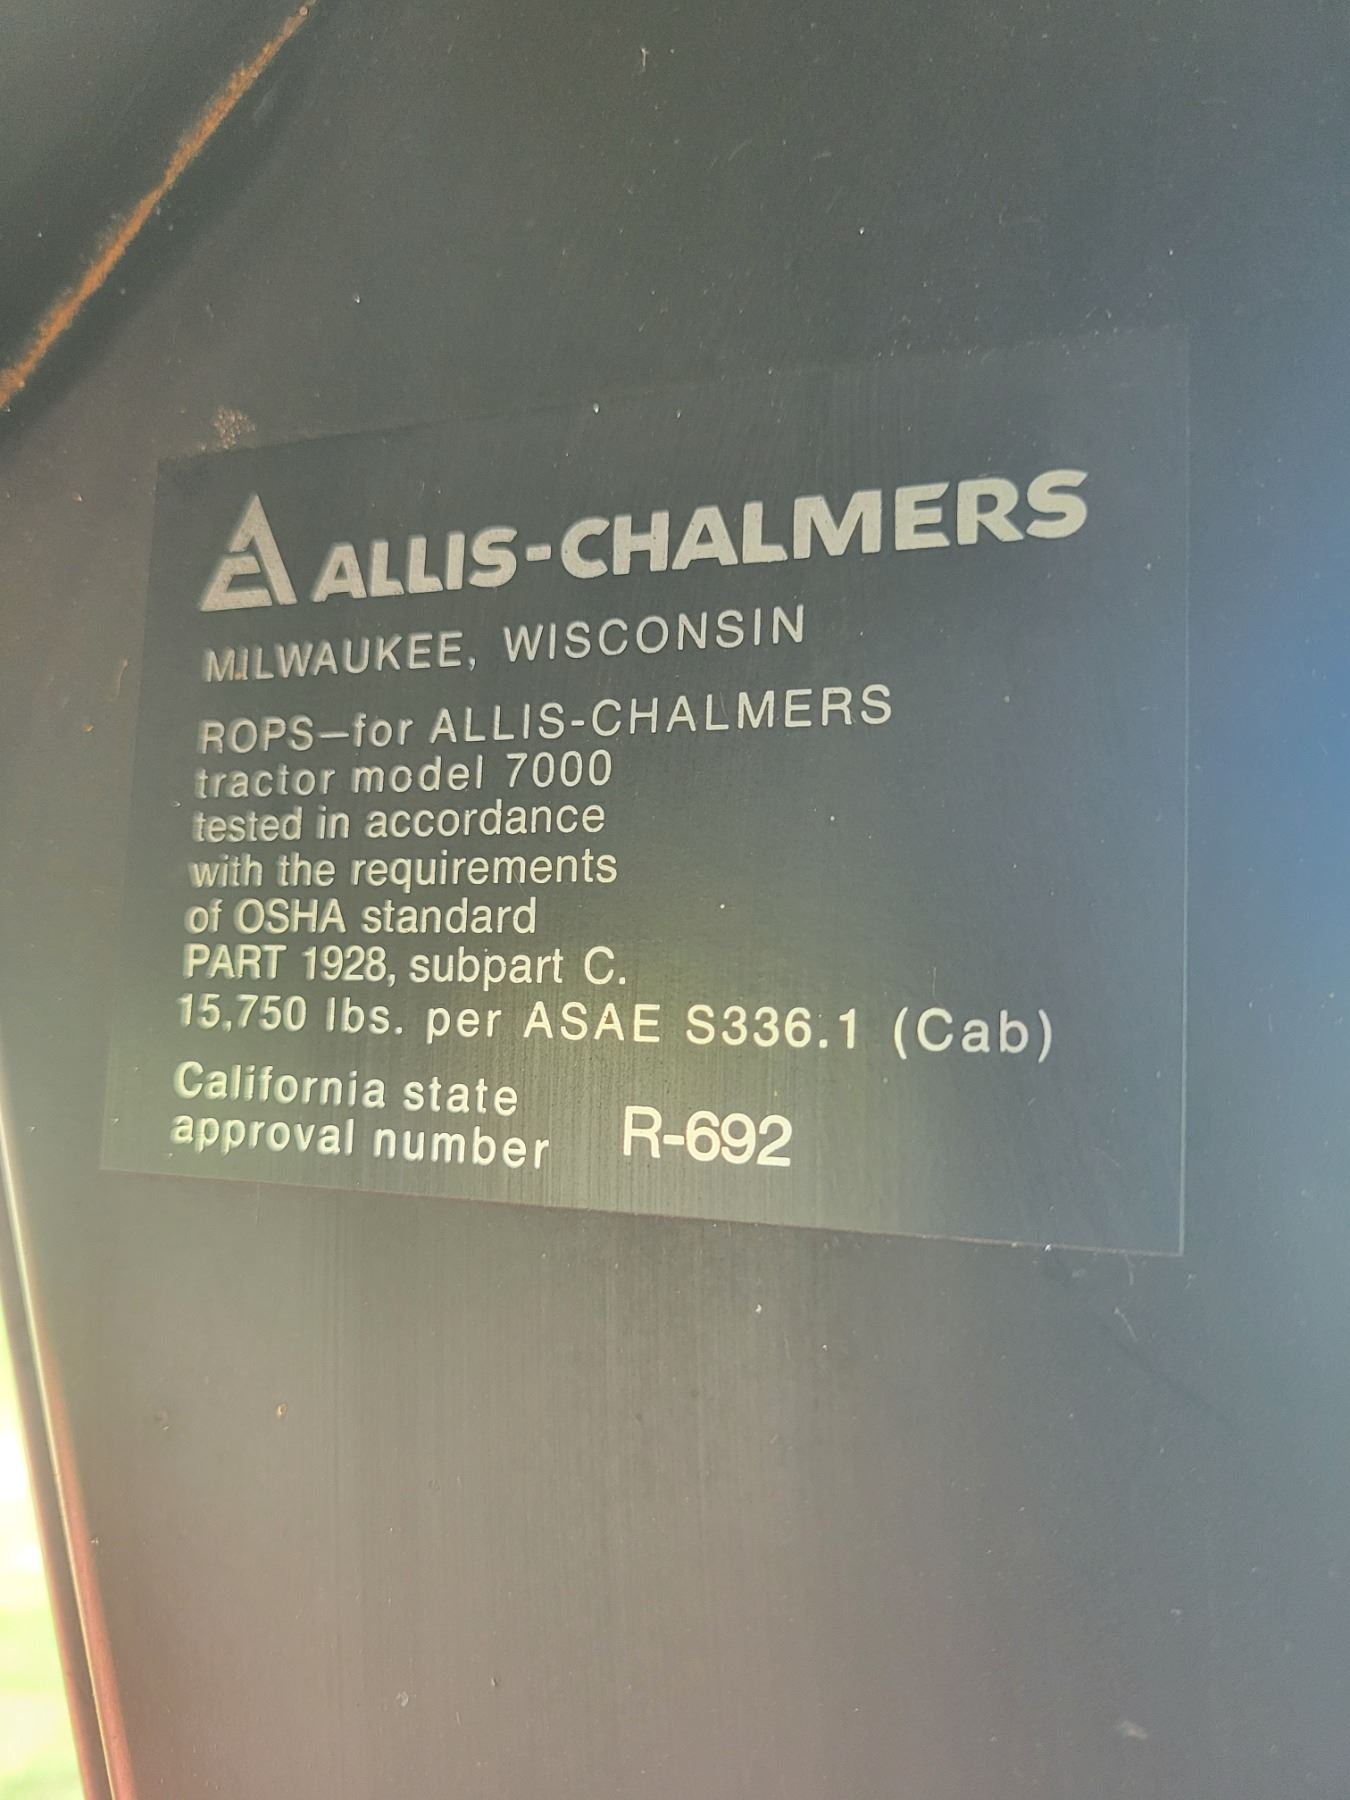 ALLIS-CHALMERS
MILWAUKEE, WISCONSIN
ROPS—for ALLIS-CHALMERS
tractor model 7000
tested in accordance
with the requirements
of OSHA standard
PART 1928, subpart C.
15,750 lbs. per ASAE S336.1 (Cab)
California state
approval number R-692